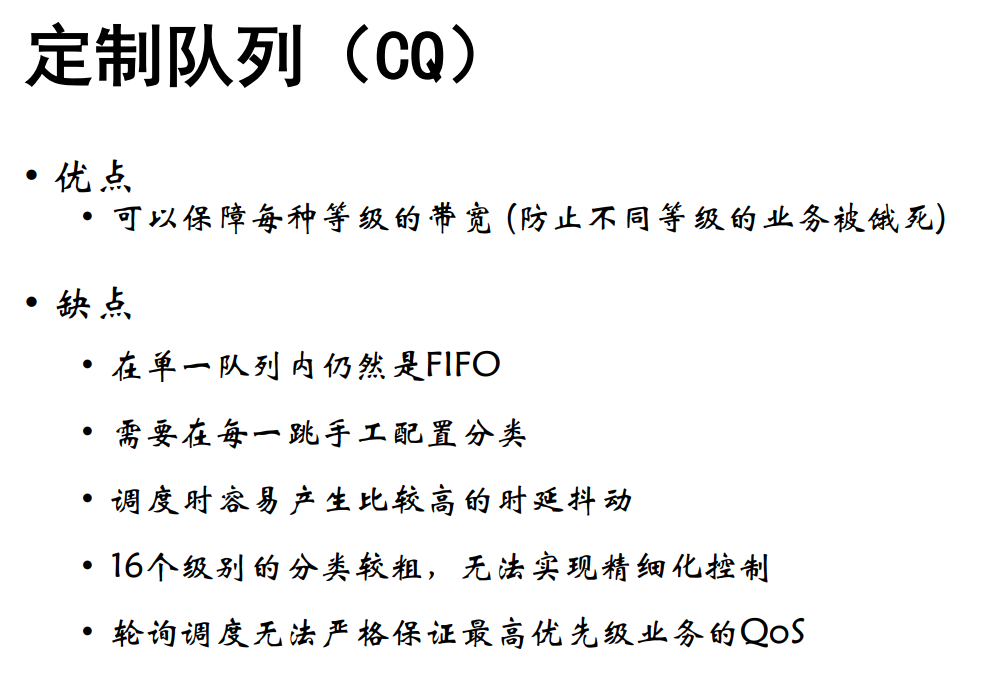 定制队列（CQ）
• 优点
• 可以保障每种等级的带宽 (防止不同等级的业务被饿死)
• 缺点
• 在单一队列内仍然是FIFO
• 需要在每一跳手工配置分类
• 调度时容易产生比较高的时延抖动
• 16个级别的分类较粗，无法实现精细化控制
• 轮询调度无法严格保证最高优先级业务的QoS